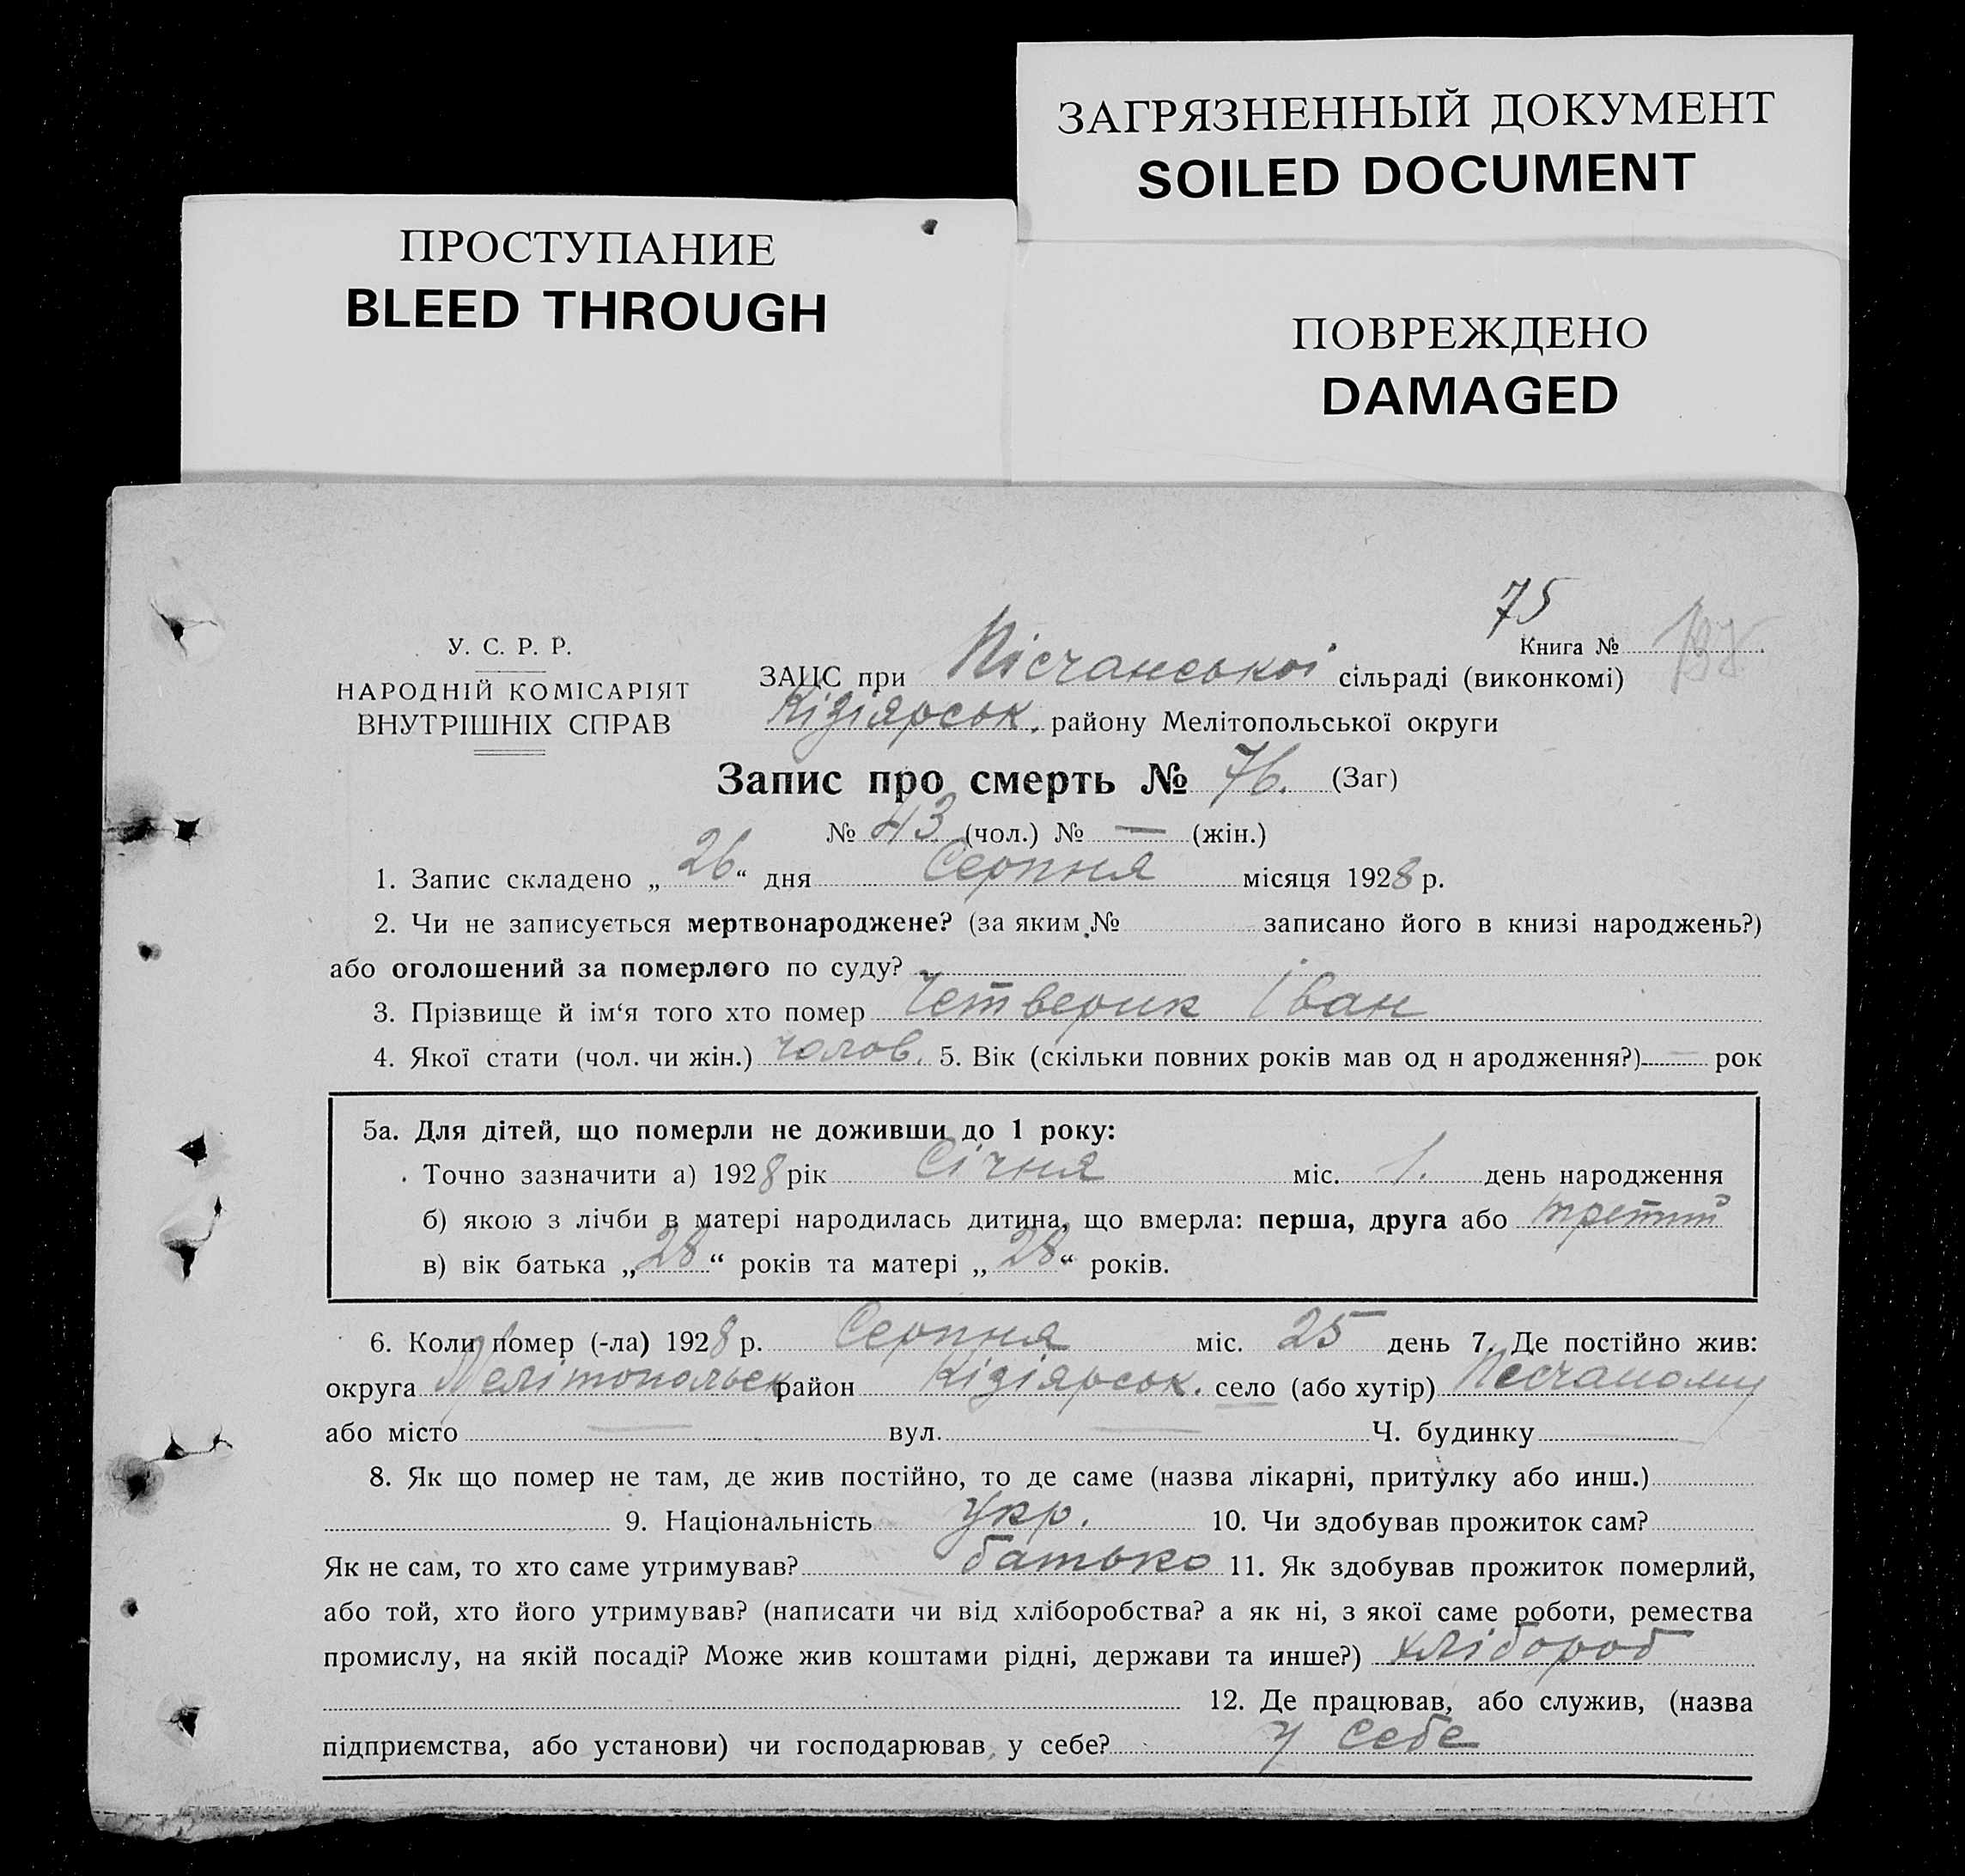 ЗАГРЯЗНЕННЫЙ ДОКУМЕНТ
SOILED DOCUMENT
ПРОСТУПАНИЕ
BLEED THROUGH
ПОВРЕЖДЕНО
DAMAGED
75
У. С. Р. Р.
НАРОДНІЙ КОМІСАРІЯТ
ВНУТРІШНІХ СПРАВ
Книга №
ЗАЦС при Пісчанської сільраді (виконкомі)
Кізіярськ. району Мелітопольської округи
Запис про смерть № 76. (Заг)
№ 43 (чол.) № — (жін.)
1. Запис складено „26“ дня Серпня місяця 1928 р.
2. Чи не записується мертвонароджене? (за яким № записано його в книзі народжень?)
або оголошений за померлого по суду?
3. Прізвище й ім‘я того хто помер Четверик Іван
4. Якої стати (чол. чи жін.) чолов. 5. Вік (скільки повних років мав од н ародження?) — рок
5а. Для дітей, що померли не доживши до 1 року:
Точно зазначити а) 1928 рік Січня міс. 1. день народження
б) якою з лічби в матері народилась дитина, що вмерла: перша, друга або третій
в) вік батька „28“ років та матері „28“ років.
6. Коли помер (-ла) 1928 р. Серпня міс. 25 день 7. Де постійно жив:
округа Мелітопольськ район Кізіярськ. село (або хутір) Песчаному
або місто — вул. — Ч. будинку —
8. Як що помер не там, де жив постійно, то де саме (назва лікарні, притулку або инш.)
9. Національність укр. 10. Чи здобував прожиток сам?
Як не сам, то хто саме утримував? батько 11. Як здобував прожиток померлий,
або той, хто його утримував? (написати чи від хліборобства? а як ні, з якої саме роботи, ремества
промислу, на якій посаді? Може жив коштами рідні, держави та инше?) хлібороб
12. Де працював, або служив, (назва
підприємства, або установи) чи господарював у себе? у себе